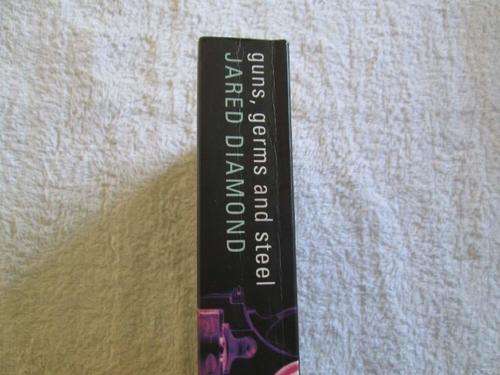 guns, germs and steel
JARED DIAMOND